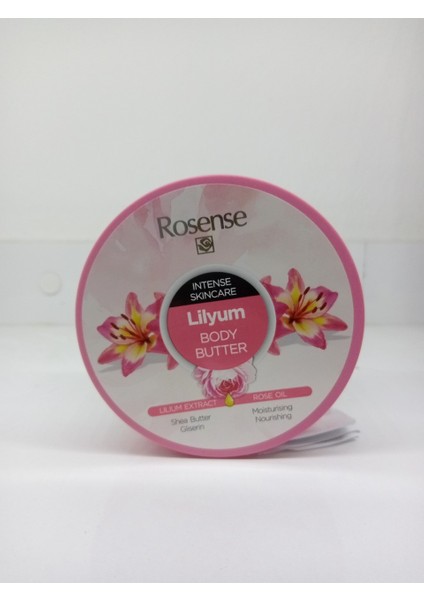 Rosense
INTENSE
SKINCARE
Lilyum
BODY
BUTTER
LILIUM EXTRACT
ROSE OIL
Shea Butter
Gliserin
Moisturising
Nourishing